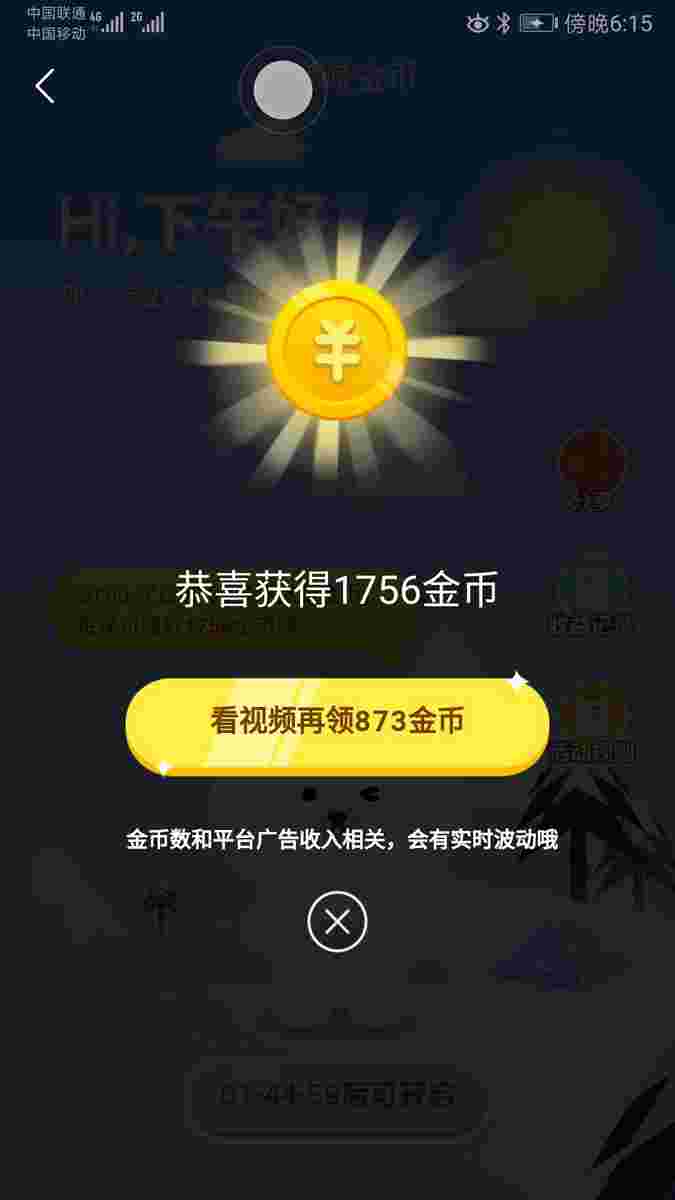 中国联通 4G 2G
中国移动
傍晚6:15
金币
Hi,下午好
恭喜获得1756金币
看视频再领873金币
金币数和平台广告收入相关，会有实时波动哦
01:44:59后可开启